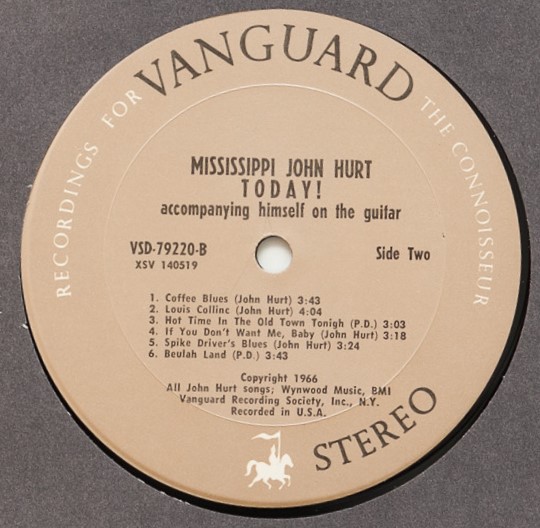 VANGUARD
RECORDINGS FOR THE CONNOISSEUR
MISSISSIPPI JOHN HURT
TODAY!
accompanying himself on the guitar
VSD-79220-B
XSV 140519
Side Two
1. Coffee Blues (John Hurt) 3:43
2. Louis Collinc (John Hurt) 4:04
3. Hot Time In The Old Town Tonigh (P.D.) 3:03
4. If You Don't Want Me, Baby (John Hurt) 3:18
5. Spike Driver's Blues (John Hurt) 3:24
6. Beulah Land (P.D.) 3:43
Copyright 1966
All John Hurt songs; Wynwood Music, BMI
Vanguard Recording Society, Inc., N.Y.
Recorded in U.S.A.
STEREO